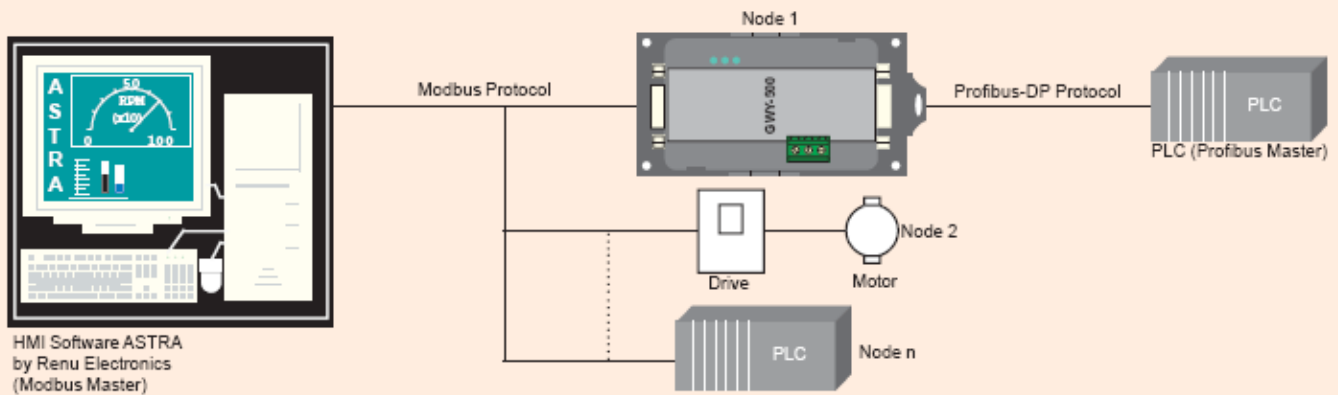 Node 1
ASTRA
50
RPM
(x10)
0 100
Modbus Protocol
GWY-500
Profibus-DP Protocol
PLC
PLC (Profibus Master)
Node 2
Drive
Motor
PLC
Node n
HMI Software ASTRA
by Renu Electronics
(Modbus Master)